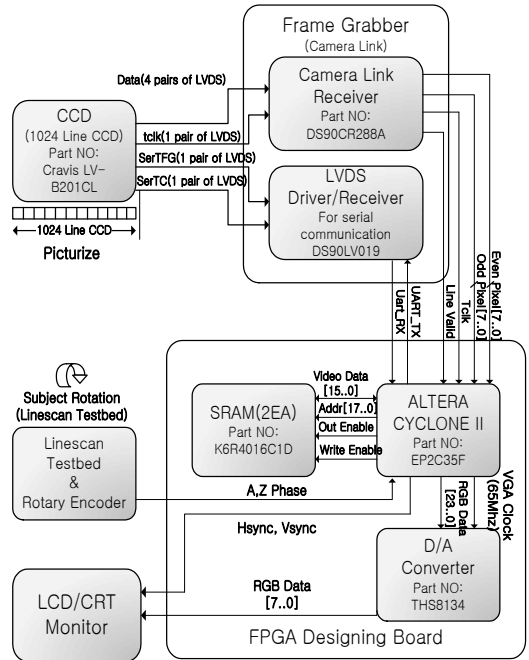 Frame Grabber
(Camera Link)
Camera Link
Receiver
Part NO:
DS90CR288A
Data(4 pairs of LVDS)
CCD
(1024 Line CCD)
Part NO:
Cravis LV-
B201CL
tclk(1 pair of LVDS)
SerTFG(1 pair of LVDS)
SerTC(1 pair of LVDS)
LVDS
Driver/Receiver
For serial
communication
DS90LV019
1024 Line CCD
Picturize
Uart_RX
UART_TX
Line Valid
Tclk
Odd Pixel[7..0]
Even Pixel[7..0]
Subject Rotation
(Linescan Testbed)
Linescan
Testbed
&
Rotary Encoder
SRAM(2EA)
Part NO:
K6R4016C1D
Video Data
[15..0]
Addr[17..0]
Out Enable
Write Enable
ALTERA
CYCLONE II
Part NO:
EP2C35F
A,Z Phase
Hsync, Vsync
RGB Data
[23..0]
VGA Clock
(65Mhz)
D/A
Converter
Part NO:
THS8134
RGB Data
[7..0]
LCD/CRT
Monitor
FPGA Designing Board